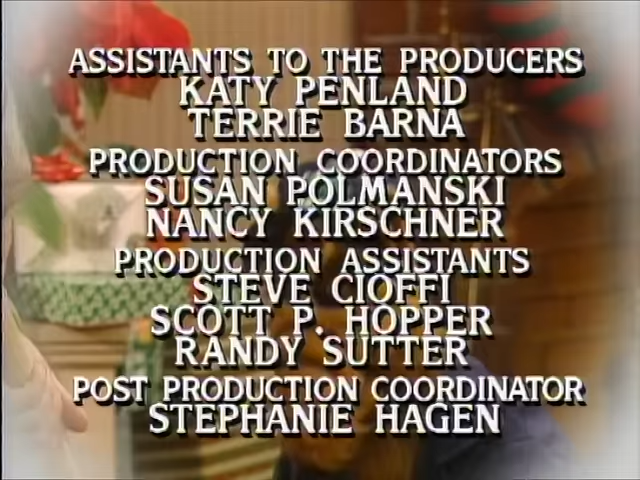 ASSISTANTS TO THE PRODUCERS
KATY PENLAND
TERRIE BARNA
PRODUCTION COORDINATORS
SUSAN POLMANSKI
NANCY KIRSCHNER
PRODUCTION ASSISTANTS
STEVE CIOFFI
SCOTT P. HOPPER
RANDY SUTTER
POST PRODUCTION COORDINATOR
STEPHANIE HAGEN